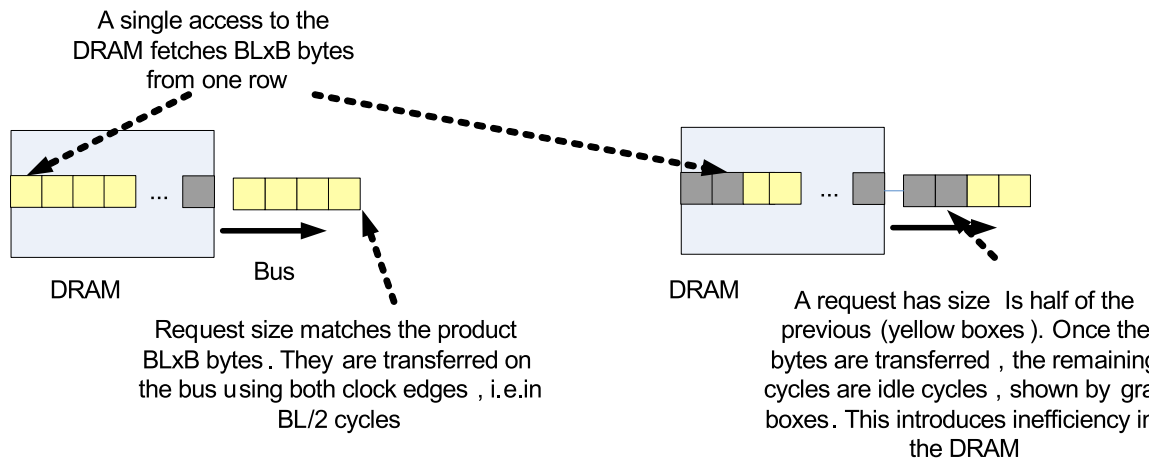 A single access to the
DRAM fetches BLxB bytes
from one row
...
DRAM
Bus
Request size matches the product
BLxB bytes. They are transferred on
the bus using both clock edges, i.e.in
BL/2 cycles
...
DRAM
A request has size Is half of the
previous (yellow boxes). Once the
bytes are transferred, the remaining
cycles are idle cycles, shown by gra
boxes. This introduces inefficiency in
the DRAM